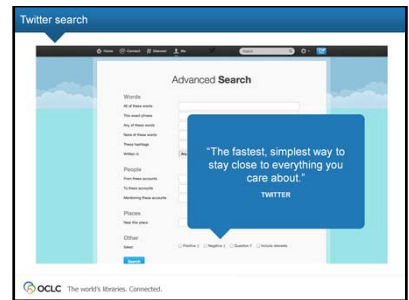 Twitter search
Home Connect Discover Me Search
Advanced Search
Words
All of these words
This exact phrase
Any of these words
None of these words
These hashtags
Written in
People
From these accounts
To these accounts
Mentioning these accounts
Places
Near this place
Other
Select: Positive :) Negative :( Question ? Include retweets
Search
"The fastest, simplest way to
stay close to everything you
care about."
TWITTER
OCLC The world's libraries. Connected.